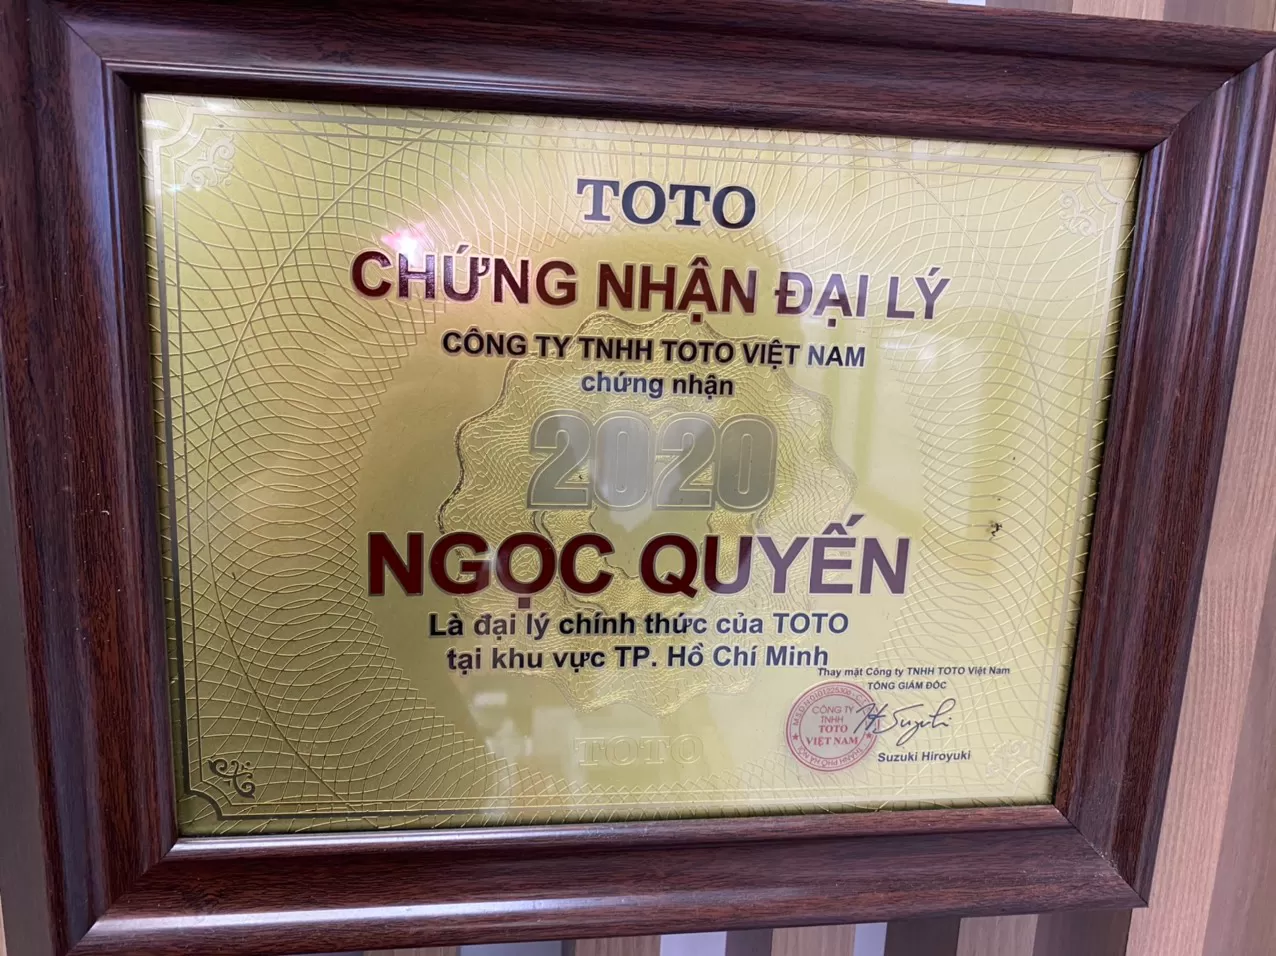 TOTO
CHỨNG NHẬN ĐẠI LÝ
CÔNG TY TNHH TOTO VIỆT NAM
chứng nhận
2020
NGỌC QUYẾN
Là đại lý chính thức của TOTO
tại khu vực TP. Hồ Chí Minh
Thay mặt Công ty TNHH TOTO Việt Nam
TỔNG GIÁM ĐỐC
CÔNG TY
TNHH
TOTO
VIỆT NAM
Suzuki Hiroyuki
TOTO